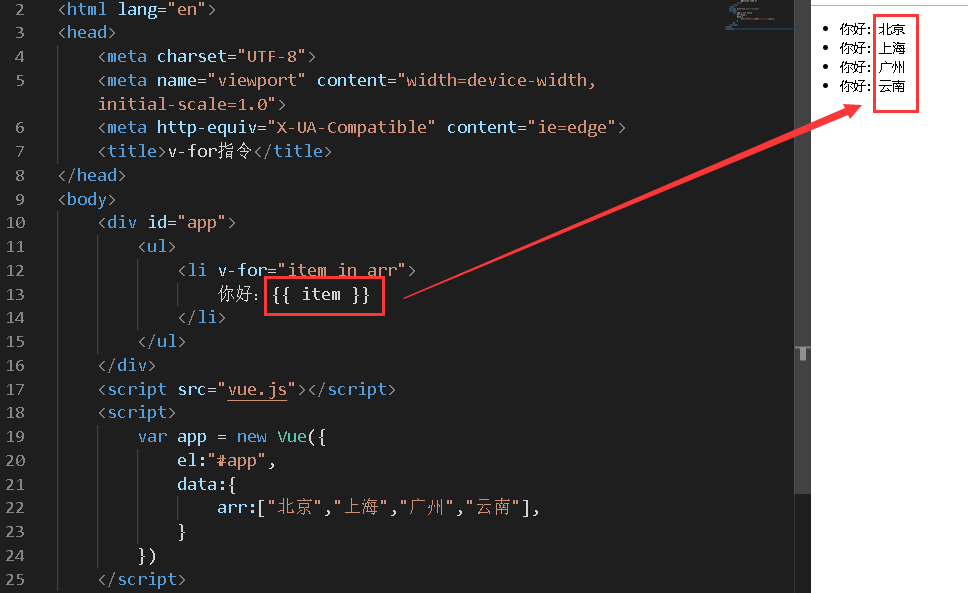 2 <html lang="en">
3 <head>
4 <meta charset="UTF-8">
5 <meta name="viewport" content="width=device-width,
initial-scale=1.0">
6 <meta http-equiv="X-UA-Compatible" content="ie=edge">
7 <title>v-for指令</title>
8 </head>
9 <body>
10 <div id="app">
11 <ul>
12 <li v-for="item in arr">
13 你好：{{ item }}
14 </li>
15 </ul>
16 </div>
17 <script src="vue.js"></script>
18 <script>
19 var app = new Vue({
20 el:"#app",
21 data:{
22 arr:["北京","上海","广州","云南"],
23 }
24 })
25 </script>
• 你好：北京
• 你好：上海
• 你好：广州
• 你好：云南